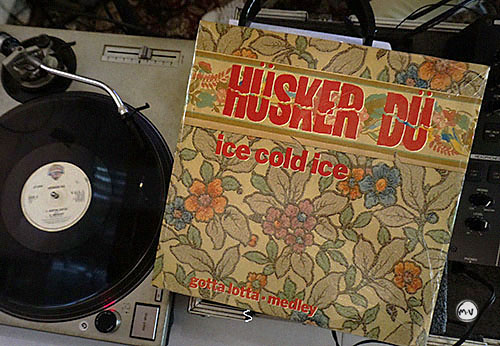 HÜSKER DÜ
ice cold ice
gotta lotta · medley
M·V